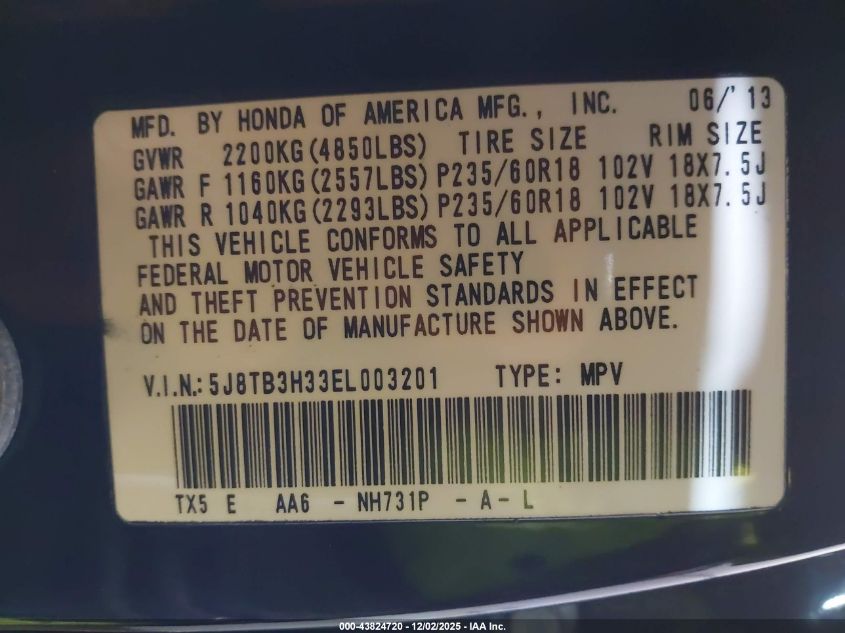 MFD. BY HONDA OF AMERICA MFG., INC. 06/'13
GVWR 2200KG(4850LBS) TIRE SIZE RIM SIZE
GAWR F 1160KG(2557LBS) P235/60R18 102V 18X7.5J
GAWR R 1040KG(2293LBS) P235/60R18 102V 18X7.5J
THIS VEHICLE CONFORMS TO ALL APPLICABLE
FEDERAL MOTOR VEHICLE SAFETY
AND THEFT PREVENTION STANDARDS IN EFFECT
ON THE DATE OF MANUFACTURE SHOWN ABOVE.
V.I.N.:5J8TB3H33EL003201 TYPE: MPV
TX5 E AA6 - NH731P - A - L
000-43824720 - 12/02/2025 - IAA Inc.